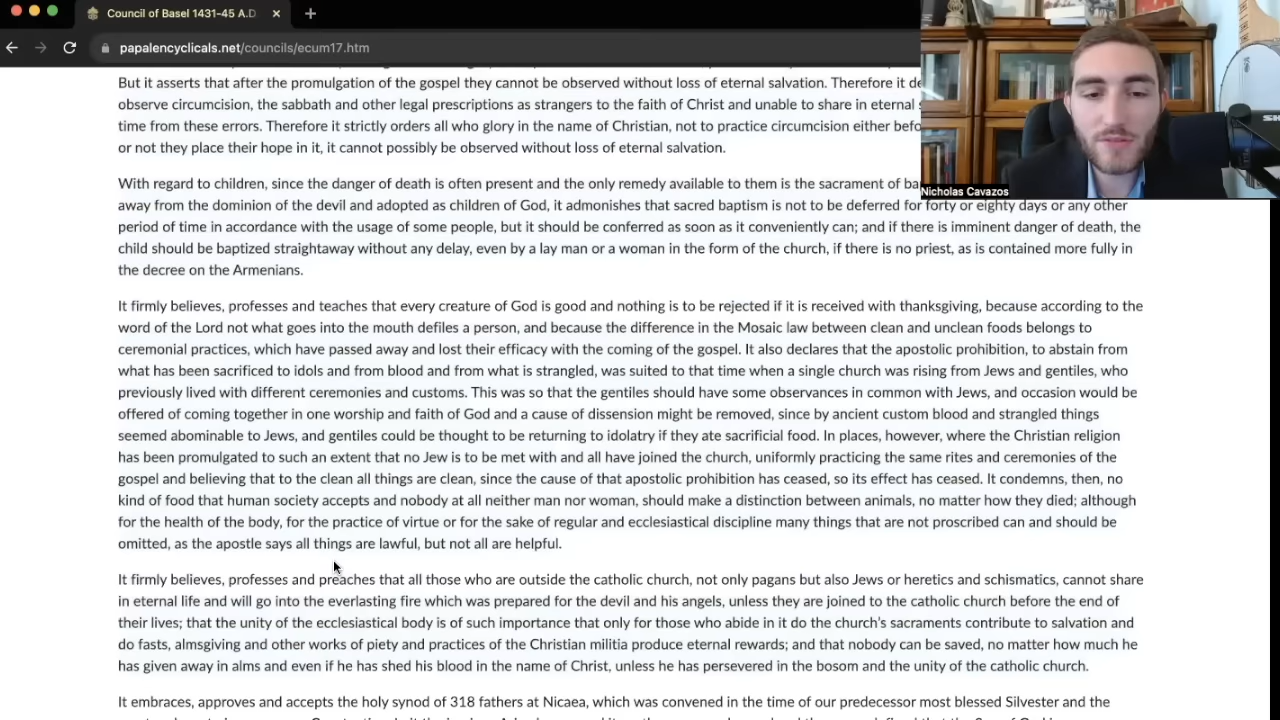 Council of Basel 1431-45 A.D
papalencyclicals.net/councils/ecum17.htm
But it asserts that after the promulgation of the gospel they cannot be observed without loss of eternal salvation. Therefore it de
observe circumcision, the sabbath and other legal prescriptions as strangers to the faith of Christ and unable to share in eternal s
time from these errors. Therefore it strictly orders all who glory in the name of Christian, not to practice circumcision either befo
or not they place their hope in it, it cannot possibly be observed without loss of eternal salvation.
Nicholas Cavazos
With regard to children, since the danger of death is often present and the only remedy available to them is the sacrament of ba
away from the dominion of the devil and adopted as children of God, it admonishes that sacred baptism is not to be deferred for forty or eighty days or any other
period of time in accordance with the usage of some people, but it should be conferred as soon as it conveniently can; and if there is imminent danger of death, the
child should be baptized straightaway without any delay, even by a lay man or a woman in the form of the church, if there is no priest, as is contained more fully in
the decree on the Armenians.
It firmly believes, professes and teaches that every creature of God is good and nothing is to be rejected if it is received with thanksgiving, because according to the
word of the Lord not what goes into the mouth defiles a person, and because the difference in the Mosaic law between clean and unclean foods belongs to
ceremonial practices, which have passed away and lost their efficacy with the coming of the gospel. It also declares that the apostolic prohibition, to abstain from
what has been sacrificed to idols and from blood and from what is strangled, was suited to that time when a single church was rising from Jews and gentiles, who
previously lived with different ceremonies and customs. This was so that the gentiles should have some observances in common with Jews, and occasion would be
offered of coming together in one worship and faith of God and a cause of dissension might be removed, since by ancient custom blood and strangled things
seemed abominable to Jews, and gentiles could be thought to be returning to idolatry if they ate sacrificial food. In places, however, where the Christian religion
has been promulgated to such an extent that no Jew is to be met with and all have joined the church, uniformly practicing the same rites and ceremonies of the
gospel and believing that to the clean all things are clean, since the cause of that apostolic prohibition has ceased, so its effect has ceased. It condemns, then, no
kind of food that human society accepts and nobody at all neither man nor woman, should make a distinction between animals, no matter how they died; although
for the health of the body, for the practice of virtue or for the sake of regular and ecclesiastical discipline many things that are not proscribed can and should be
omitted, as the apostle says all things are lawful, but not all are helpful.
It firmly believes, professes and preaches that all those who are outside the catholic church, not only pagans but also Jews or heretics and schismatics, cannot share
in eternal life and will go into the everlasting fire which was prepared for the devil and his angels, unless they are joined to the catholic church before the end of
their lives; that the unity of the ecclesiastical body is of such importance that only for those who abide in it do the church's sacraments contribute to salvation and
do fasts, almsgiving and other works of piety and practices of the Christian militia produce eternal rewards; and that nobody can be saved, no matter how much he
has given away in alms and even if he has shed his blood in the name of Christ, unless he has persevered in the bosom and the unity of the catholic church.
It embraces, approves and accepts the holy synod of 318 fathers at Nicaea, which was convened in the time of our predecessor most blessed Silvester and the